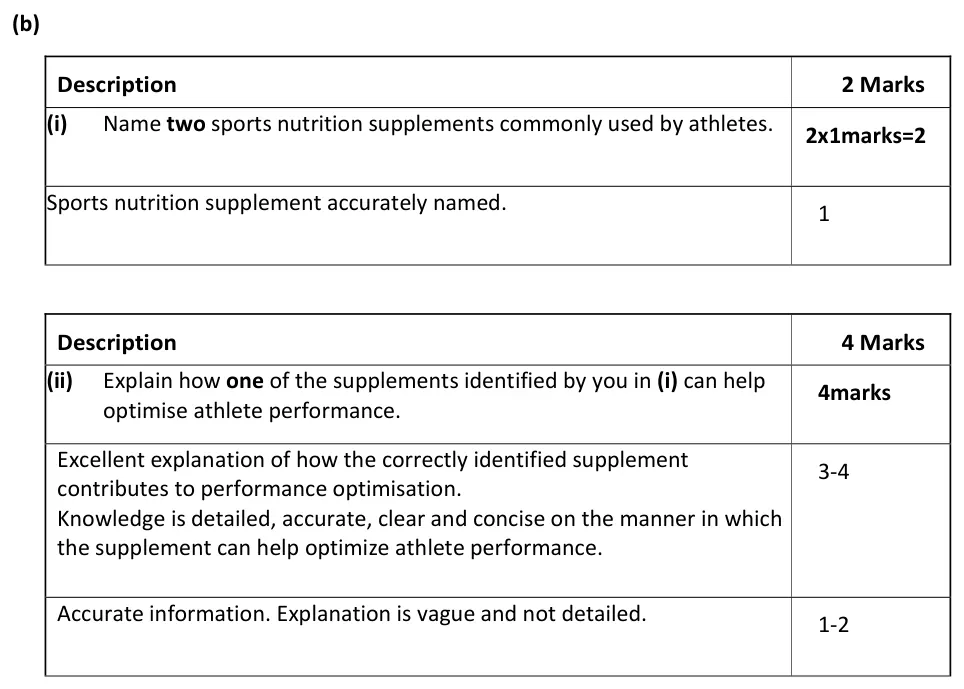 (b)
Description 2 Marks
(i) Name two sports nutrition supplements commonly used by athletes. 2x1marks=2
Sports nutrition supplement accurately named. 1
Description 4 Marks
(ii) Explain how one of the supplements identified by you in (i) can help
optimise athlete performance. 4marks
Excellent explanation of how the correctly identified supplement
contributes to performance optimisation. 3-4
Knowledge is detailed, accurate, clear and concise on the manner in which
the supplement can help optimize athlete performance.
Accurate information. Explanation is vague and not detailed. 1-2